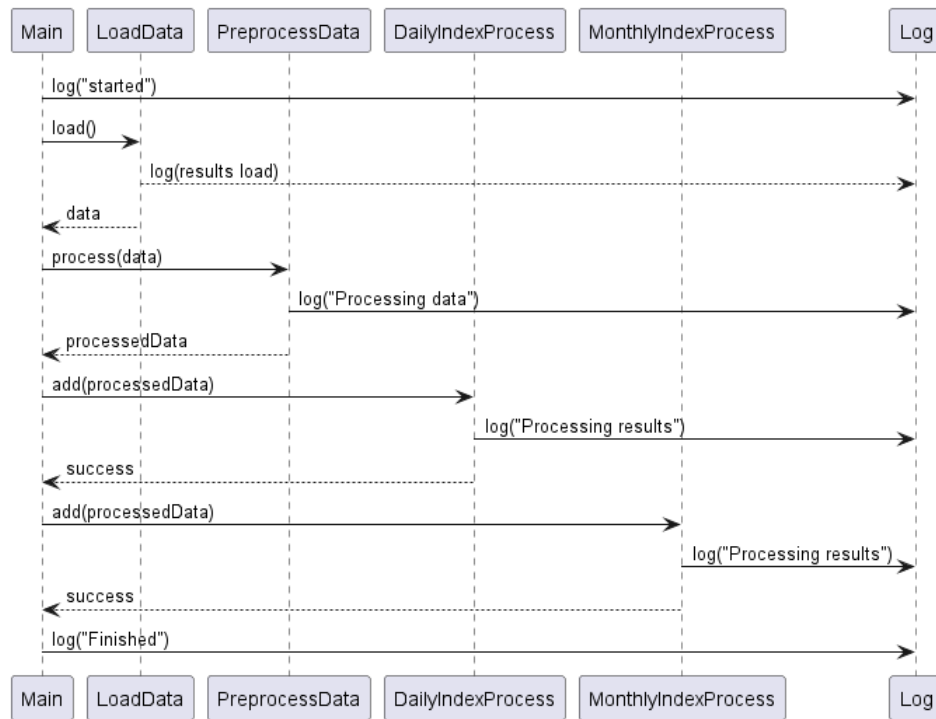 Main LoadData PreprocessData DailyIndexProcess MonthlyIndexProcess Log
log("started")
load()
log(results load)
data
process(data)
log("Processing data")
processedData
add(processedData)
log("Processing results")
success
add(processedData)
log("Processing results")
success
log("Finished")
Main LoadData PreprocessData DailyIndexProcess MonthlyIndexProcess Log